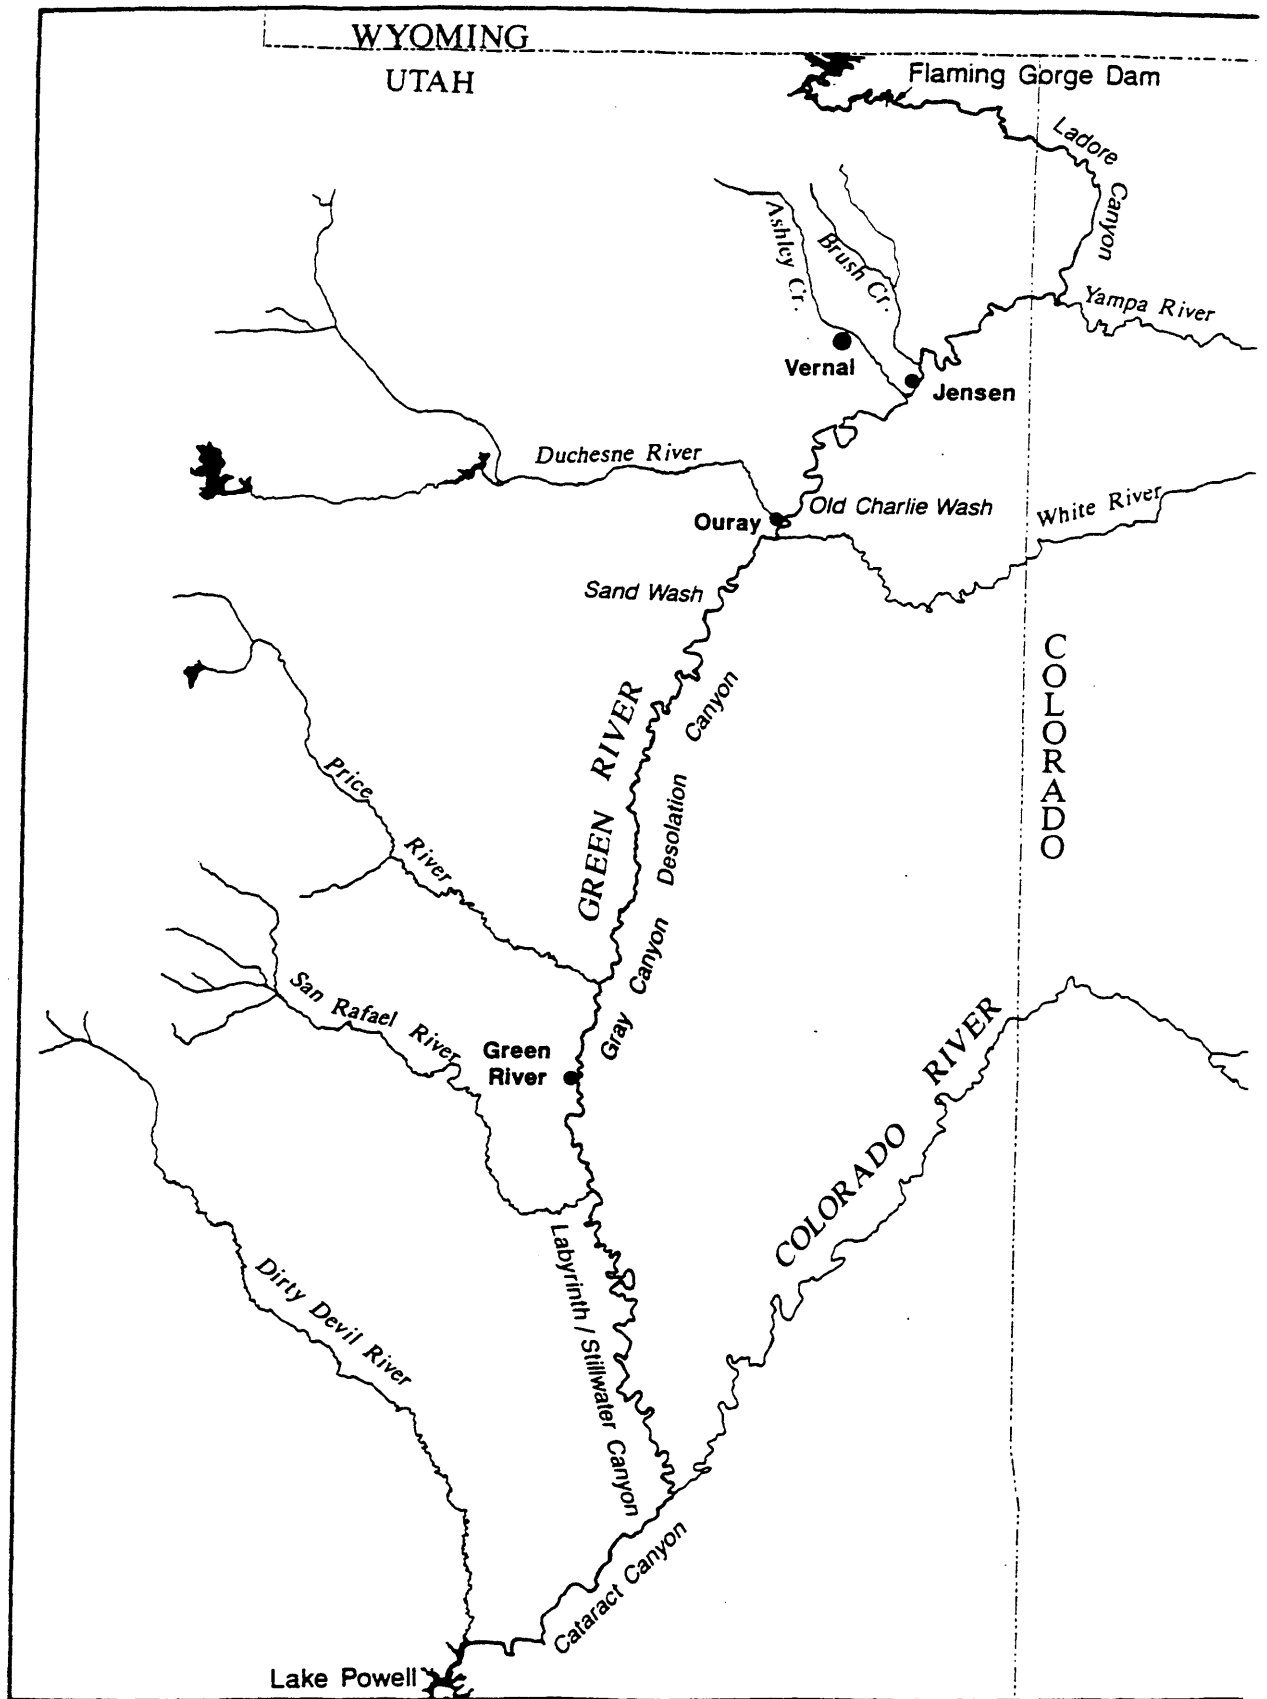 WYOMING
UTAH
Flaming Gorge Dam
Ladore
Canyon
Ashley Cr.
Brush Cr.
Yampa River
Vernal
Jensen
Duchesne River
Old Charlie Wash
White River
Ouray
Sand Wash
COLORADO
GREEN RIVER
Desolation Canyon
Price
River
Gray Canyon
San Rafael River
Green
River
COLORADO RIVER
Labyrinth / Stillwater Canyon
Dirty Devil River
Cataract Canyon
Lake Powell